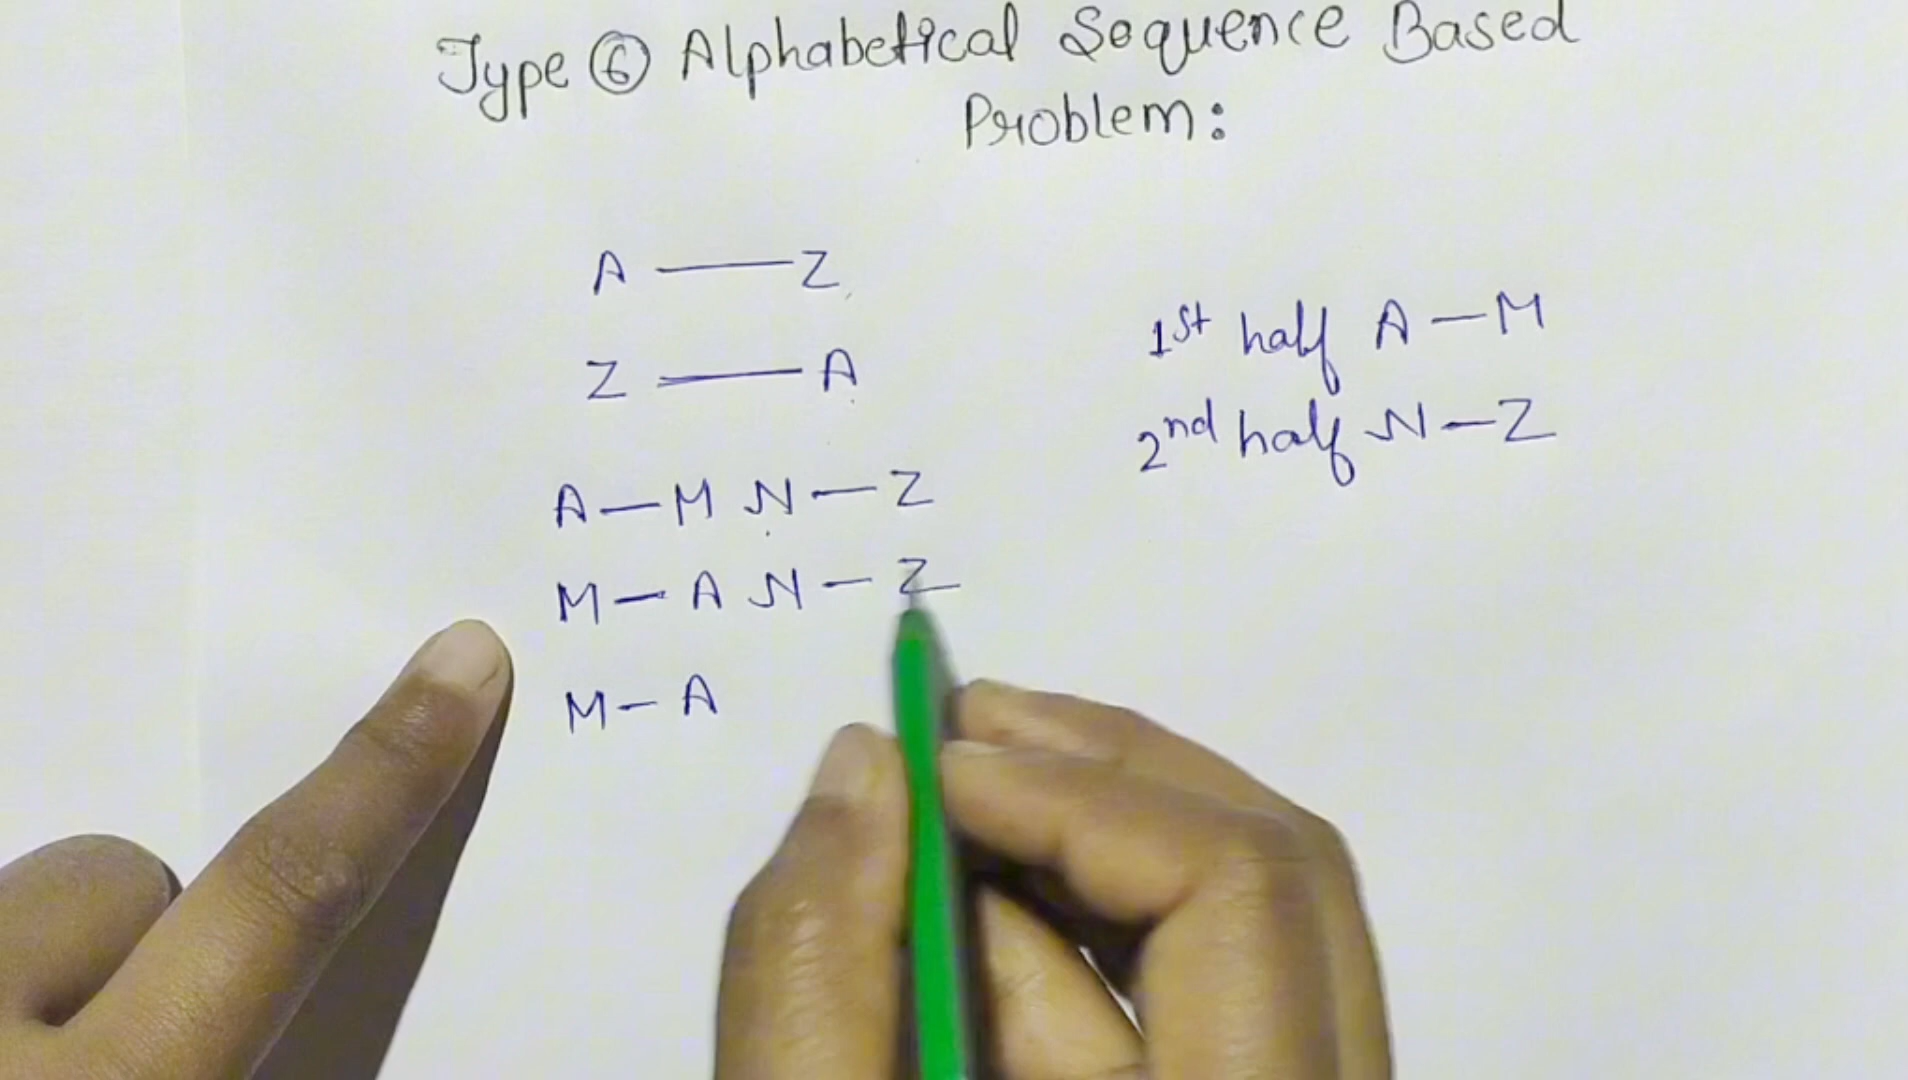 Type ⑥ Alphabetical Sequence Based
Problem:
A — Z
Z — A
A — M N — Z
M — A N — Z
M — A
1st half A — M
2nd half N — Z